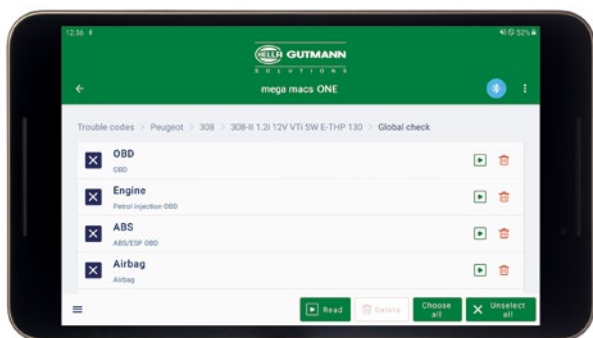 12.36
52%
HELLA GUTMANN
SOLUTIONS
mega macs ONE
Trouble codes > Peugeot > 308 > 308-II 1.2i 12V VTi SW E-THP 130 > Global check
OBD
OBD
Engine
Petrol injection OBD
ABS
ABS/ESP OBD
Airbag
Airbag
Read
Delete
Choose
all
Unselect
all